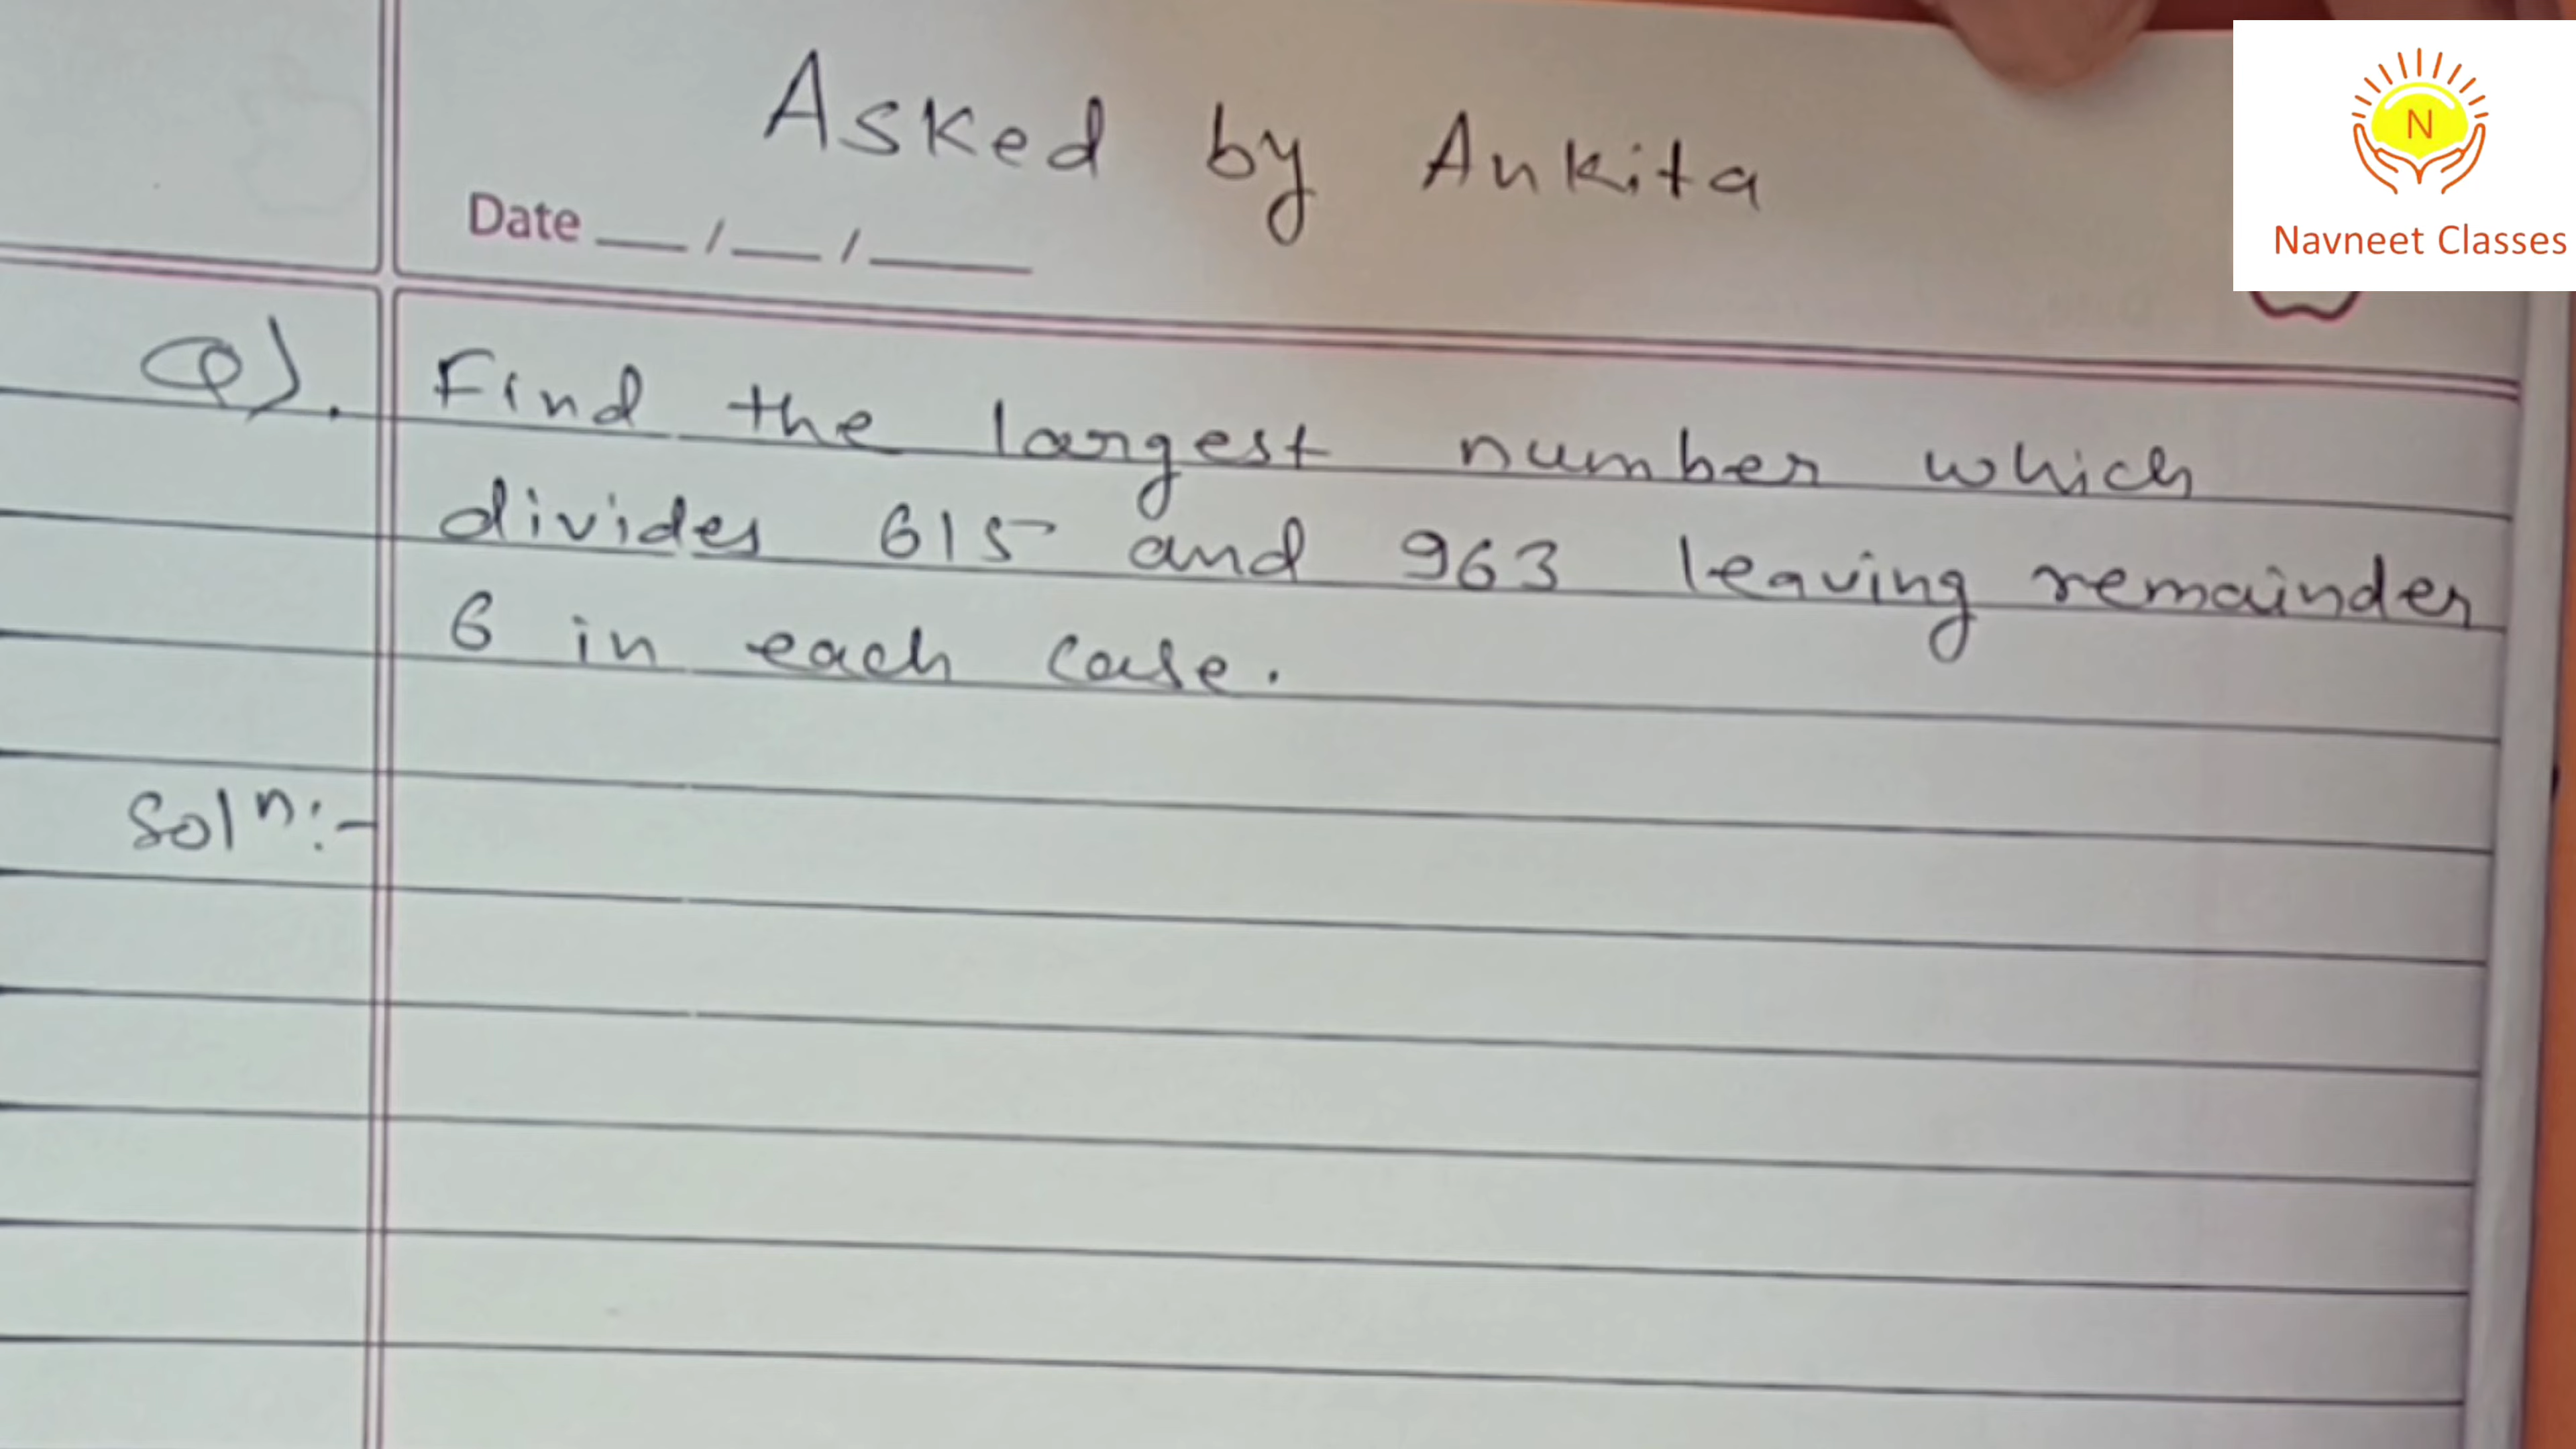 Asked by Ankita
N
Navneet Classes
Date __/__/__
Q).
Find the largest number which
divides 615 and 963 leaving remainder
6 in each case.
Solⁿ:-